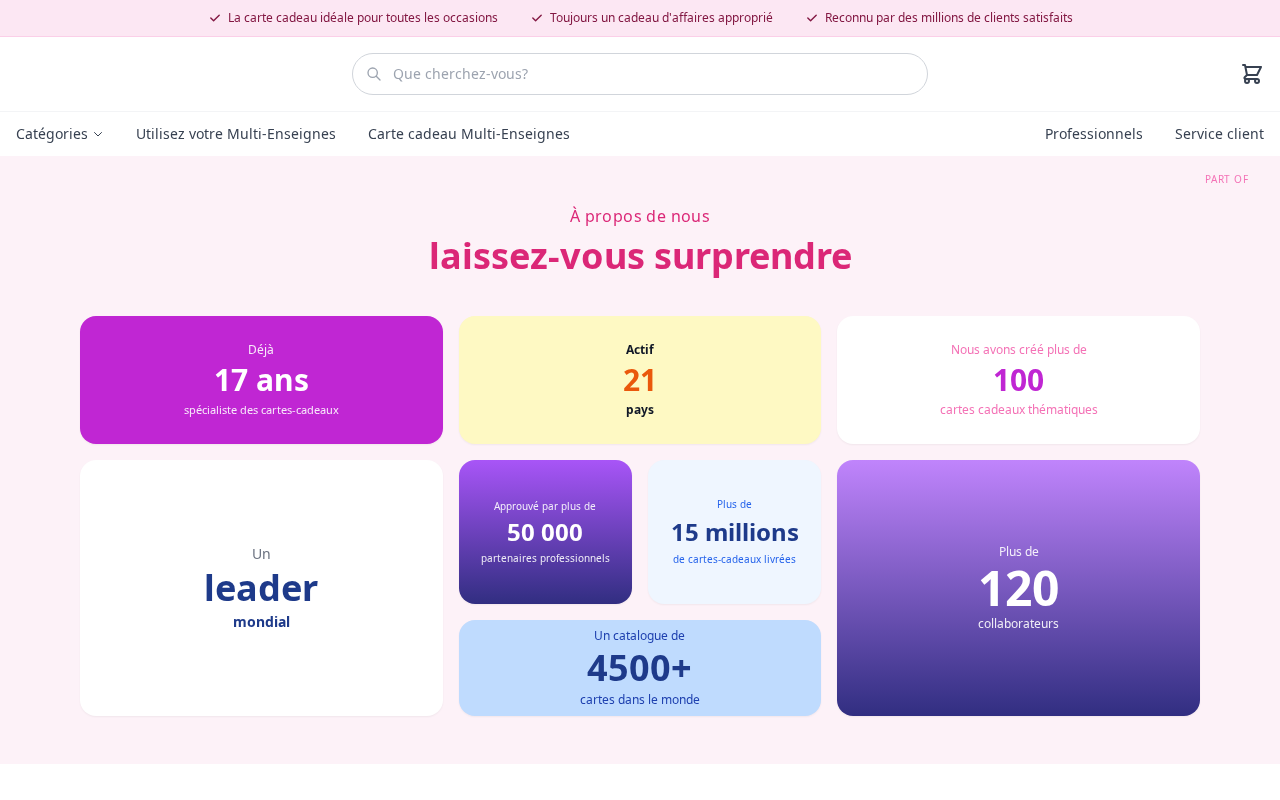 La carte cadeau idéale pour toutes les occasions
Toujours un cadeau d'affaires approprié
Reconnu par des millions de clients satisfaits
Que cherchez-vous?
Catégories
Utilisez votre Multi-Enseignes
Carte cadeau Multi-Enseignes
Professionnels
Service client
PART OF
À propos de nous
laissez-vous surprendre
Déjà
17 ans
spécialiste des cartes-cadeaux
Actif
21
pays
Nous avons créé plus de
100
cartes cadeaux thématiques
Un
leader
mondial
Approuvé par plus de
50 000
partenaires professionnels
Plus de
15 millions
de cartes-cadeaux livrées
Un catalogue de
4500+
cartes dans le monde
Plus de
120
collaborateurs